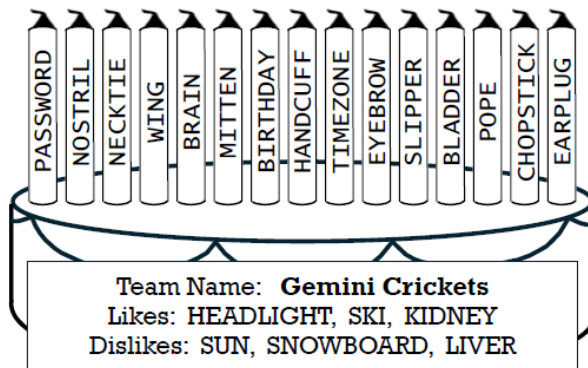 PASSWORD
NOSTRIL
NECKTIE
WING
BRAIN
MITTEN
BIRTHDAY
HANDCUFF
TIMEZONE
EYEBROW
SLIPPER
BLADDER
POPE
CHOPSTICK
EARPLUG
Team Name: Gemini Crickets
Likes: HEADLIGHT, SKI, KIDNEY
Dislikes: SUN, SNOWBOARD, LIVER